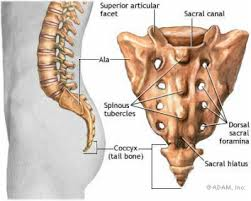 Superior articular
facet
Sacral canal
Ala
Spinous
tubercles
Dorsal
sacral
foramina
Coccyx
(tail bone)
Sacral hiatus
©ADAM, Inc.